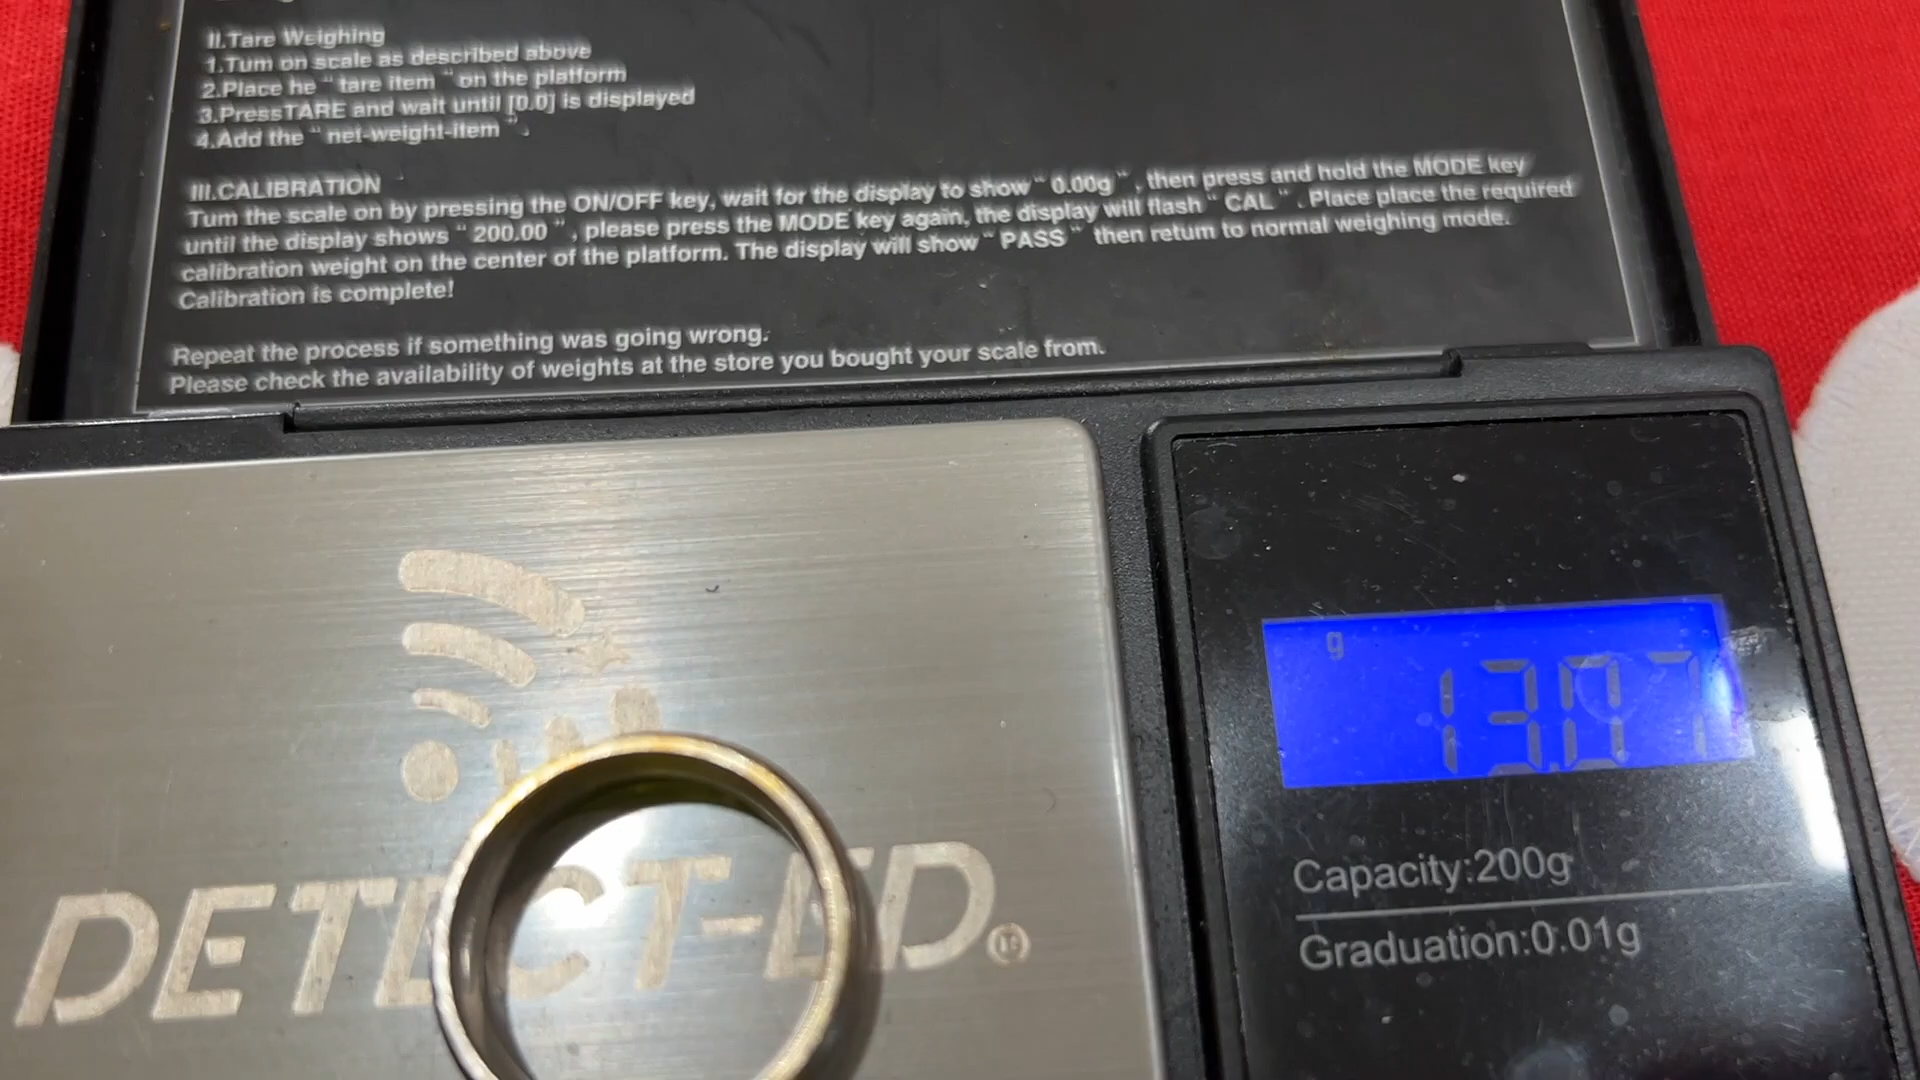 II.Tare Weighing
1.Tum on scale as described above
2.Place he " tare item " on the platform
3.PressTARE and wait until [0.0] is displayed
4.Add the " net-weight-item ".
III.CALIBRATION
Tum the scale on by pressing the ON/OFF key, wait for the display to show " 0.00g " , then press and hold the MODE key
until the display shows " 200.00 " , please press the MODE key again, the display will flash " CAL " . Place place the required
calibration weight on the center of the platform. The display will show " PASS " then return to normal weighing mode.
Calibration is complete!
Repeat the process if something was going wrong.
Please check the availability of weights at the store you bought your scale from.
g
13.07
Capacity:200g
Graduation:0.01g
DETECT-ED®